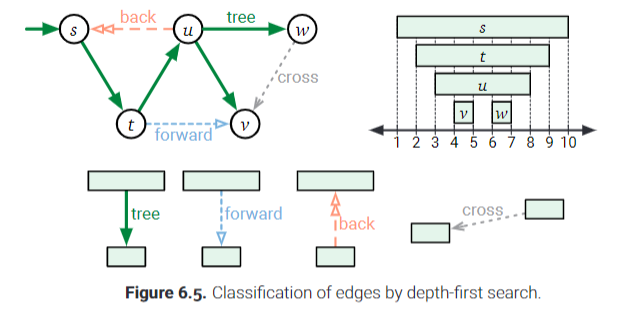 back tree
s u w s
t
cross
u
t v v w
forward
1 2 3 4 5 6 7 8 9 10
tree forward back cross
Figure 6.5. Classification of edges by depth-first search.